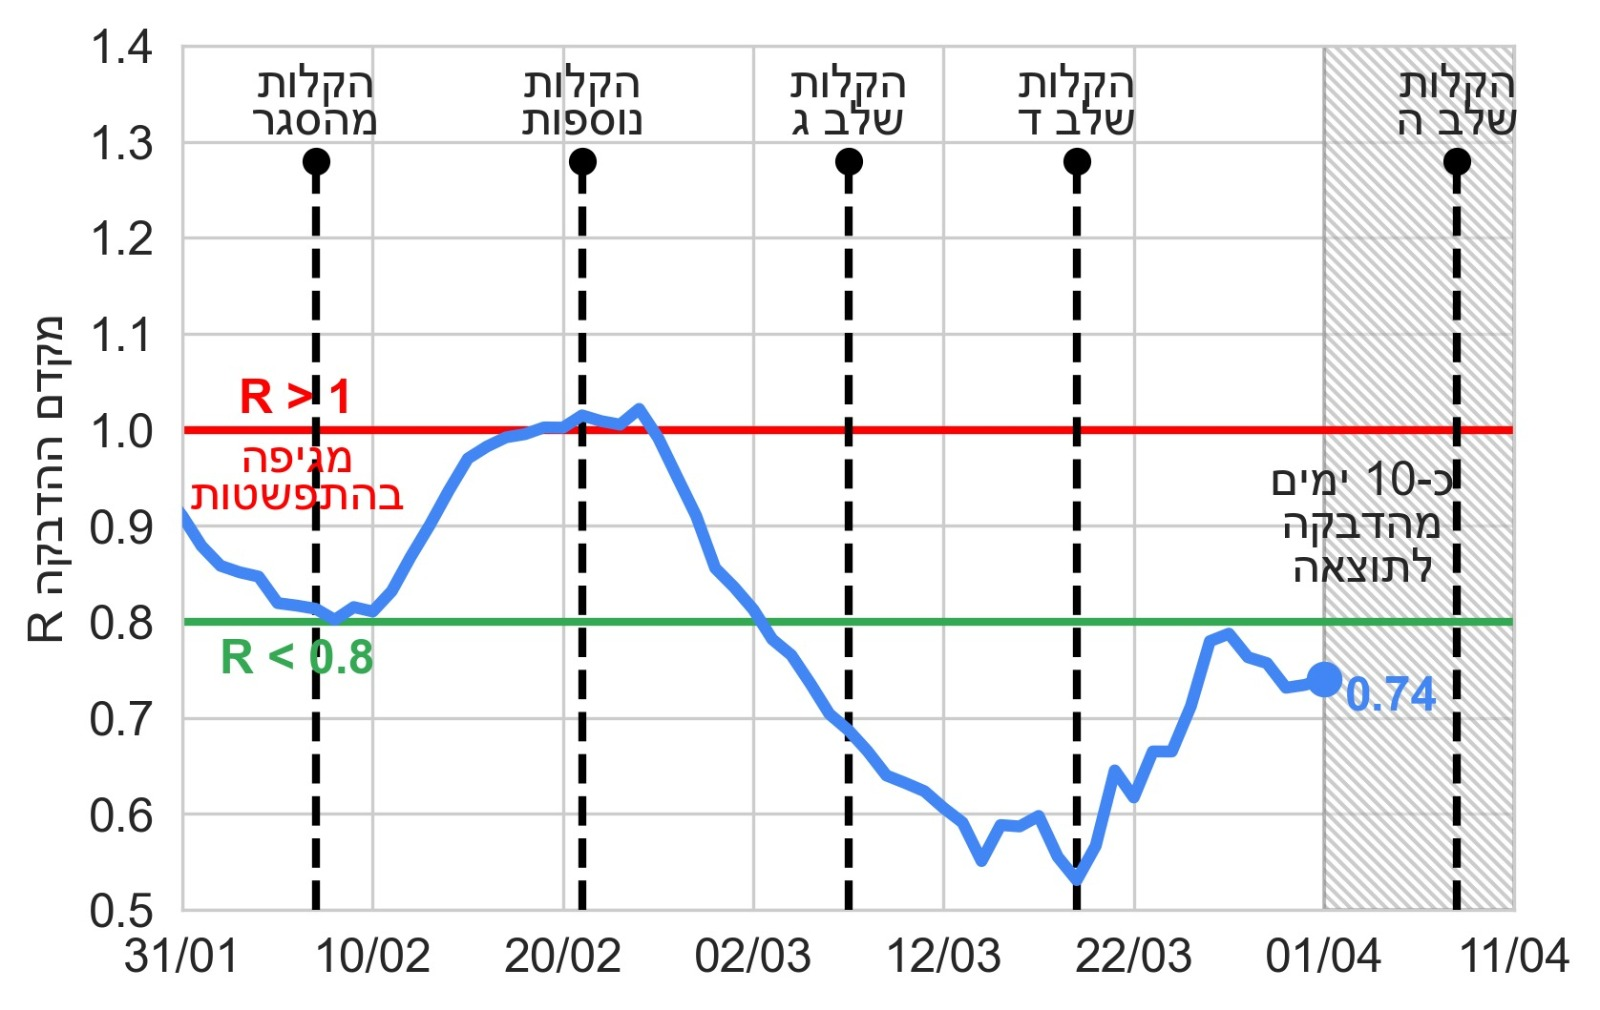 1.4
1.3
1.2
1.1
1.0
0.9
0.8
0.7
0.6
0.5
מקדם ההדבקה R
הקלות
מהסגר
הקלות
נוספות
הקלות
שלב ג
הקלות
שלב ד
הקלות
שלב ה
R > 1
מגיפה
בהתפשטות
R < 0.8
כ-10 ימים
מהדבקה
לתוצאה
0.74
31/01
10/02
20/02
02/03
12/03
22/03
01/04
11/04